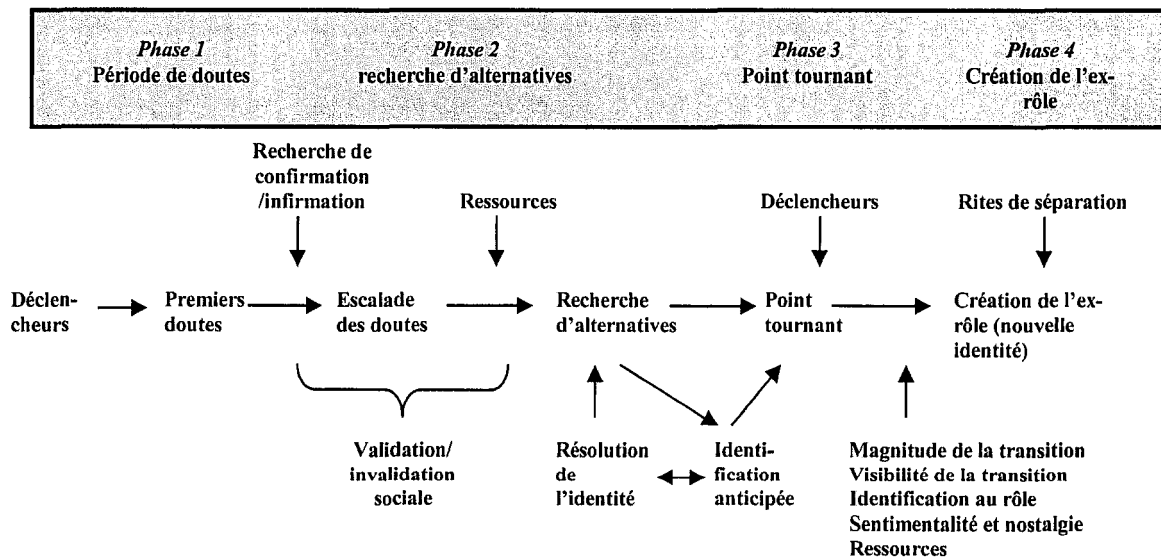 Phase 1
Période de doutes
Phase 2
recherche d'alternatives
Phase 3
Point tournant
Phase 4
Création de l'ex-
rôle
Recherche de
confirmation
/infirmation
Ressources
Déclencheurs
Rites de séparation
Déclen-
cheurs
Premiers
doutes
Escalade
des doutes
Recherche
d'alternatives
Point
tournant
Création de l'ex-
rôle (nouvelle
identité)
Validation/
invalidation
sociale
Résolution
de
l'identité
Identi-
fication
anticipée
Magnitude de la transition
Visibilité de la transition
Identification au rôle
Sentimentalité et nostalgie
Ressources